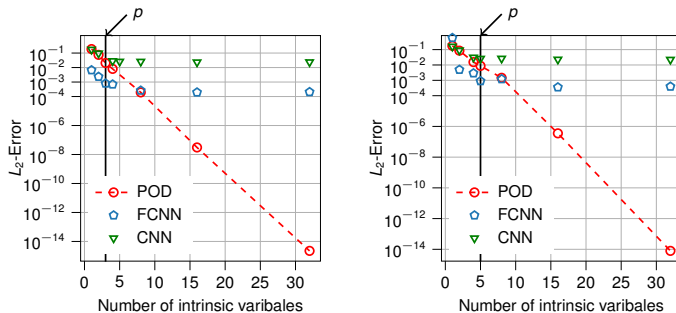 p
10⁻¹
10⁻²
10⁻³
10⁻⁴
10⁻⁶
10⁻⁸
10⁻¹⁰
10⁻¹²
10⁻¹⁴
L₂-Error
POD
FCNN
CNN
0 5 10 15 20 25 30
Number of intrinsic varibales
p
10⁻¹
10⁻²
10⁻³
10⁻⁴
10⁻⁶
10⁻⁸
10⁻¹⁰
10⁻¹²
10⁻¹⁴
L₂-Error
POD
FCNN
CNN
0 5 10 15 20 25 30
Number of intrinsic varibales